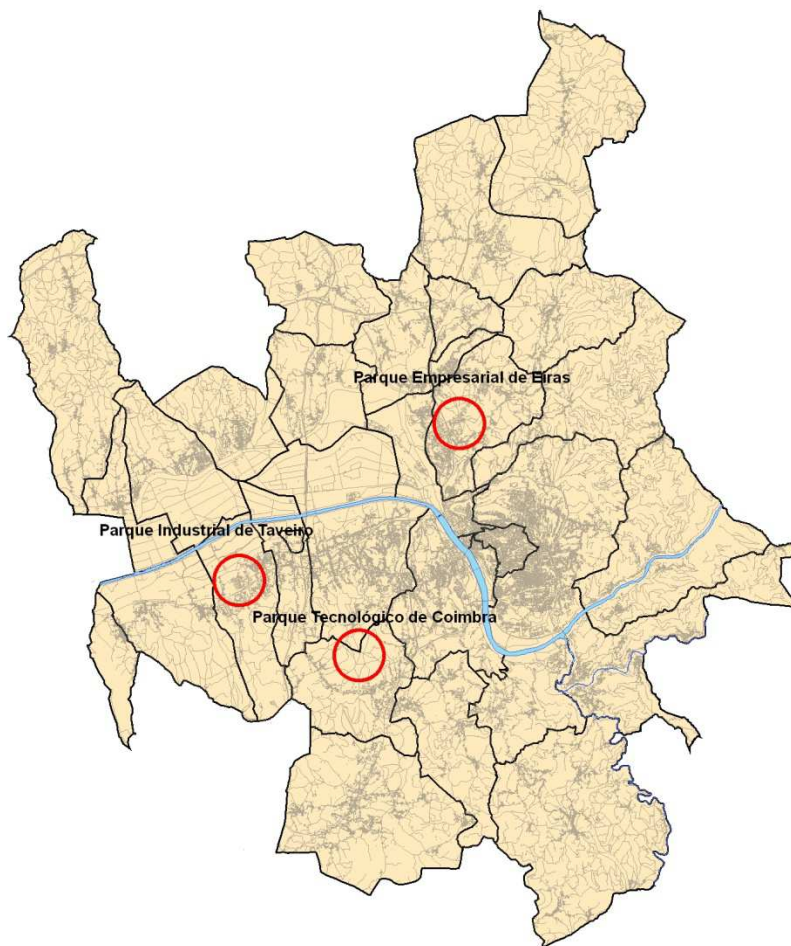 Parque Empresarial de Eiras
Parque Industrial de Taveiro
Parque Tecnológico de Coimbra